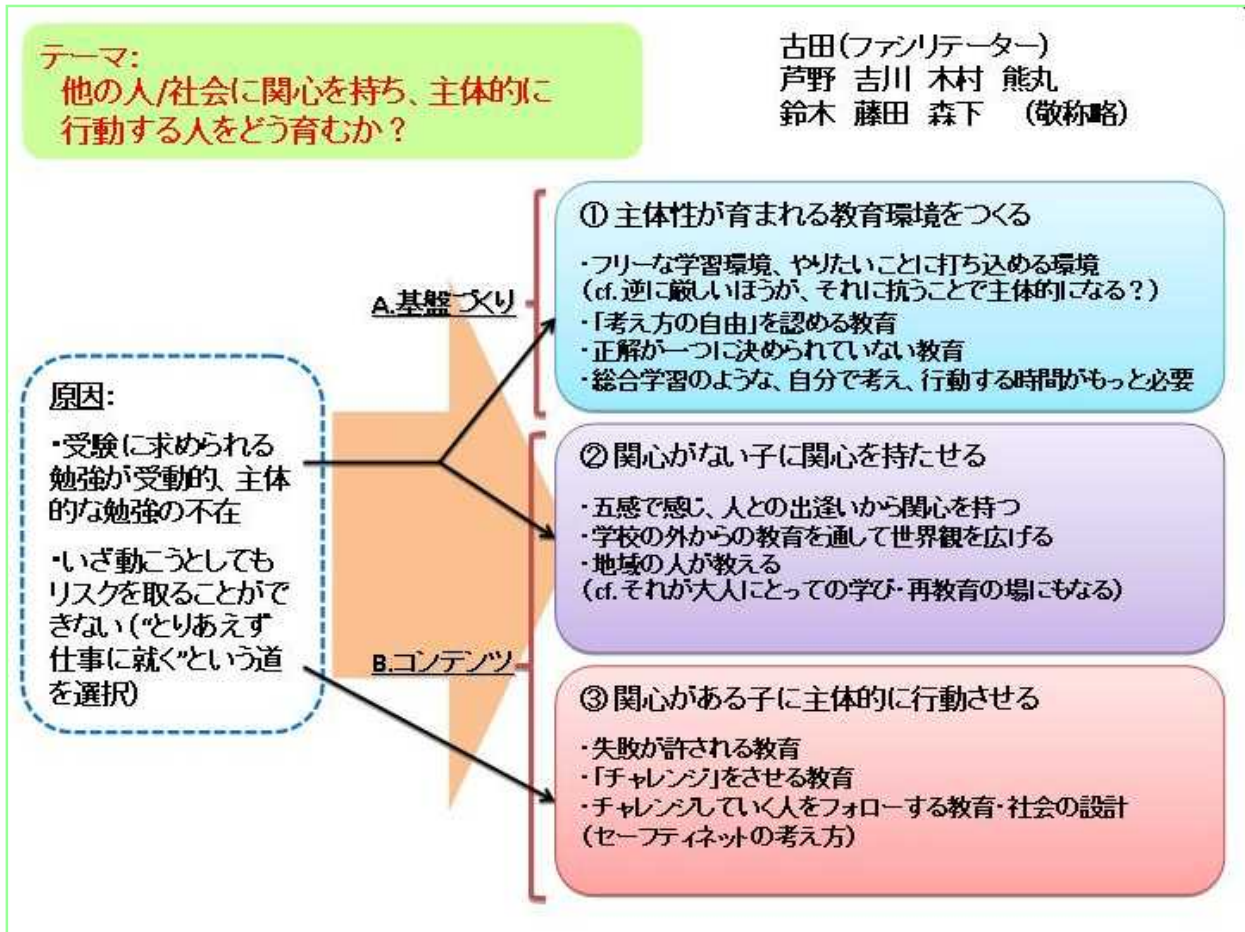 テーマ:
他の人/社会に関心を持ち、主体的に
行動する人をどう育むか？
古田(ファシリテーター)
芦野 吉川 木村 熊丸
鈴木 藤田 森下 (敬称略)
原因:
・受験に求められる
勉強が受動的、主体
的な勉強の不在
・いざ動こうとしても
リスクを取ることがで
きない(“とりあえず
仕事に就く”という道
を選択)
A.基盤づくり
B.コンテンツ
① 主体性が育まれる教育環境をつくる
・フリーな学習環境、やりたいことに打ち込める環境
(cf.逆に厳しいほうが、それに抗うことで主体的になる？)
・「考え方の自由」を認める教育
・正解が一つに決められていない教育
・総合学習のような、自分で考え、行動する時間がもっと必要
② 関心がない子に関心を持たせる
・五感で感じ、人との出逢いから関心を持つ
・学校の外からの教育を通して世界観を広げる
・地域の人が教える
(cf.それが大人にとっての学び・再教育の場にもなる)
③ 関心がある子に主体的に行動させる
・失敗が許される教育
・「チャレンジ」をさせる教育
・チャレンジしていく人をフォローする教育・社会の設計
(セーフティネットの考え方)